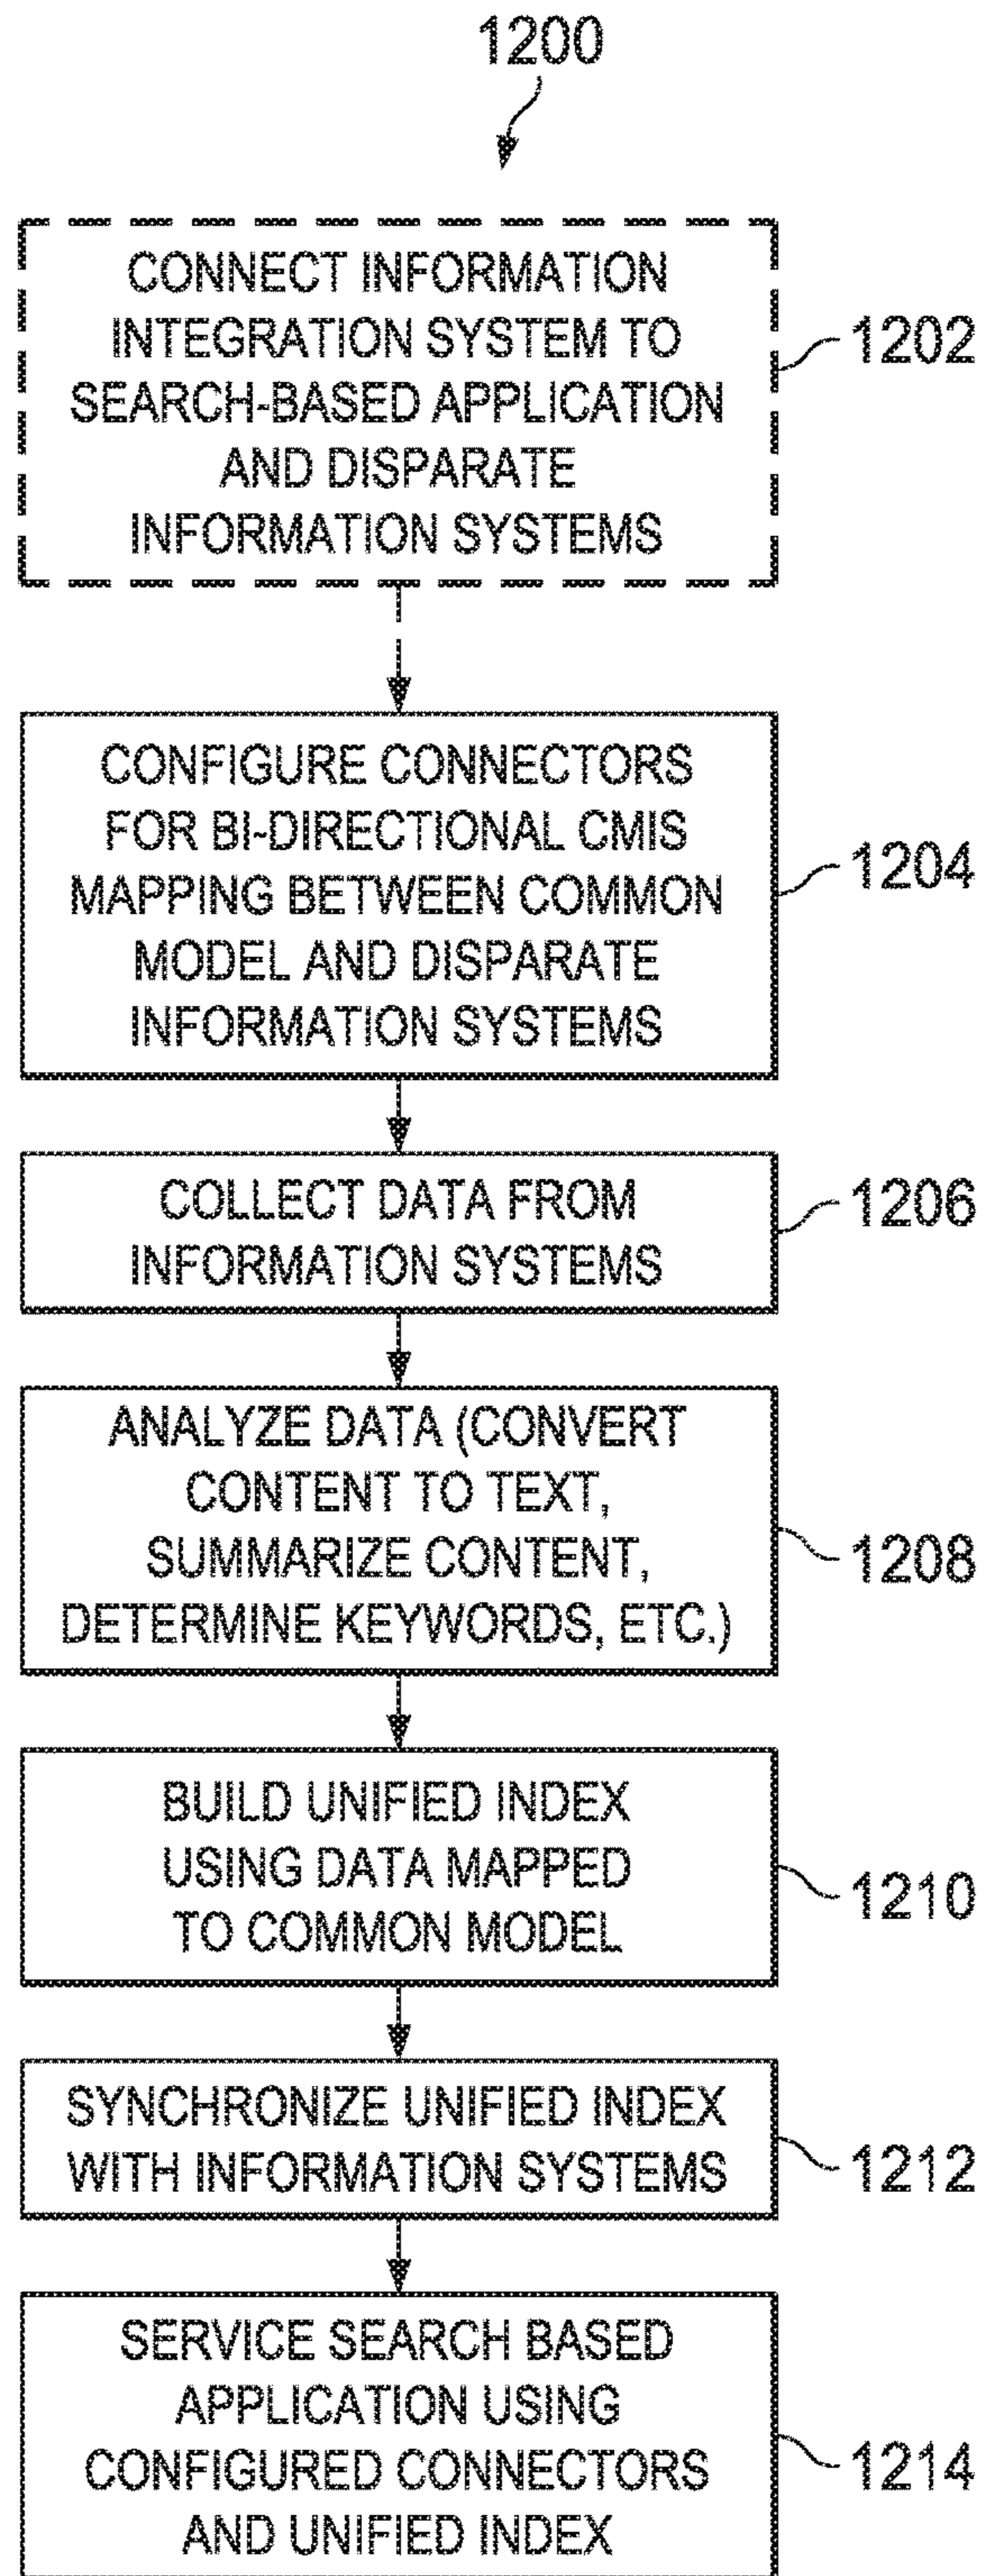 1200
CONNECT INFORMATION
INTEGRATION SYSTEM TO
SEARCH-BASED APPLICATION
AND DISPARATE
INFORMATION SYSTEMS
1202
CONFIGURE CONNECTORS
FOR BI-DIRECTIONAL CMIS
MAPPING BETWEEN COMMON
MODEL AND DISPARATE
INFORMATION SYSTEMS
1204
COLLECT DATA FROM
INFORMATION SYSTEMS
1206
ANALYZE DATA (CONVERT
CONTENT TO TEXT,
SUMMARIZE CONTENT,
DETERMINE KEYWORDS, ETC.)
1208
BUILD UNIFIED INDEX
USING DATA MAPPED
TO COMMON MODEL
1210
SYNCHRONIZE UNIFIED INDEX
WITH INFORMATION SYSTEMS
1212
SERVICE SEARCH BASED
APPLICATION USING
CONFIGURED CONNECTORS
AND UNIFIED INDEX
1214